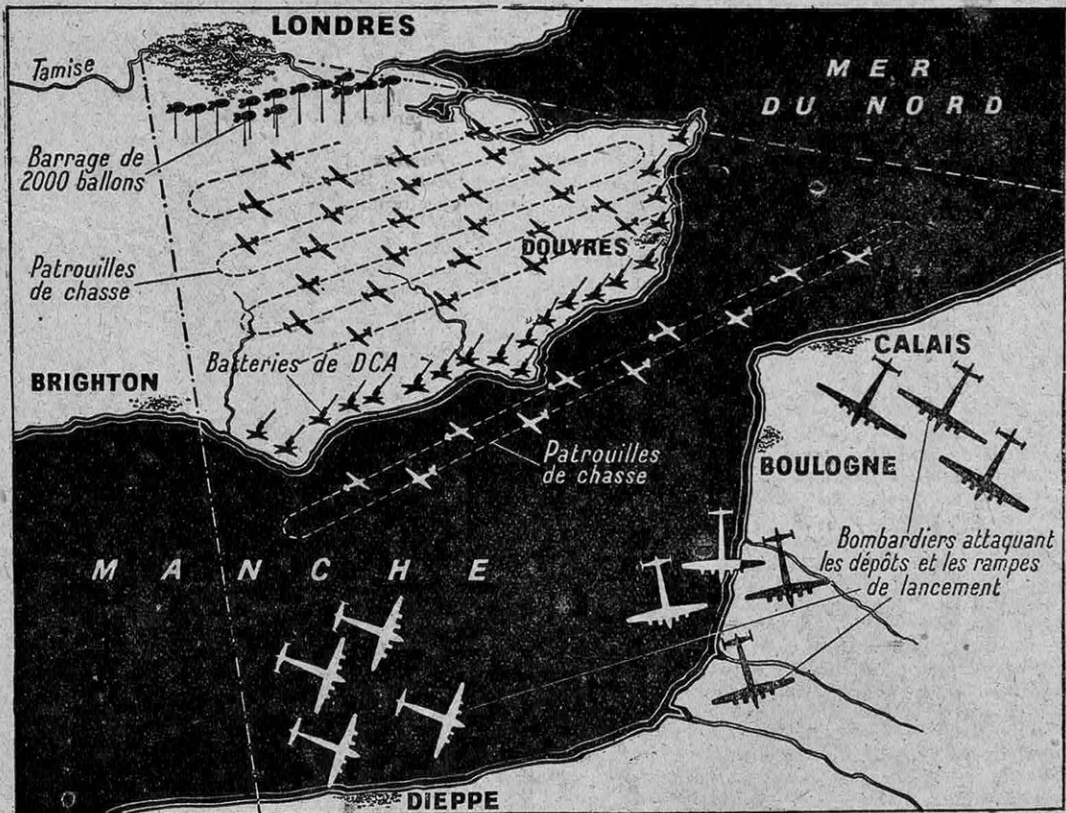 LONDRES
Tamise
MER
DU NORD
Barrage de
2000 ballons
DOUVRES
Patrouilles
de chasse
Batteries de DCA
BRIGHTON
CALAIS
Patrouilles
de chasse
BOULOGNE
Bombardiers attaquant
les dépôts et les rampes
de lancement
MANCHE
DIEPPE